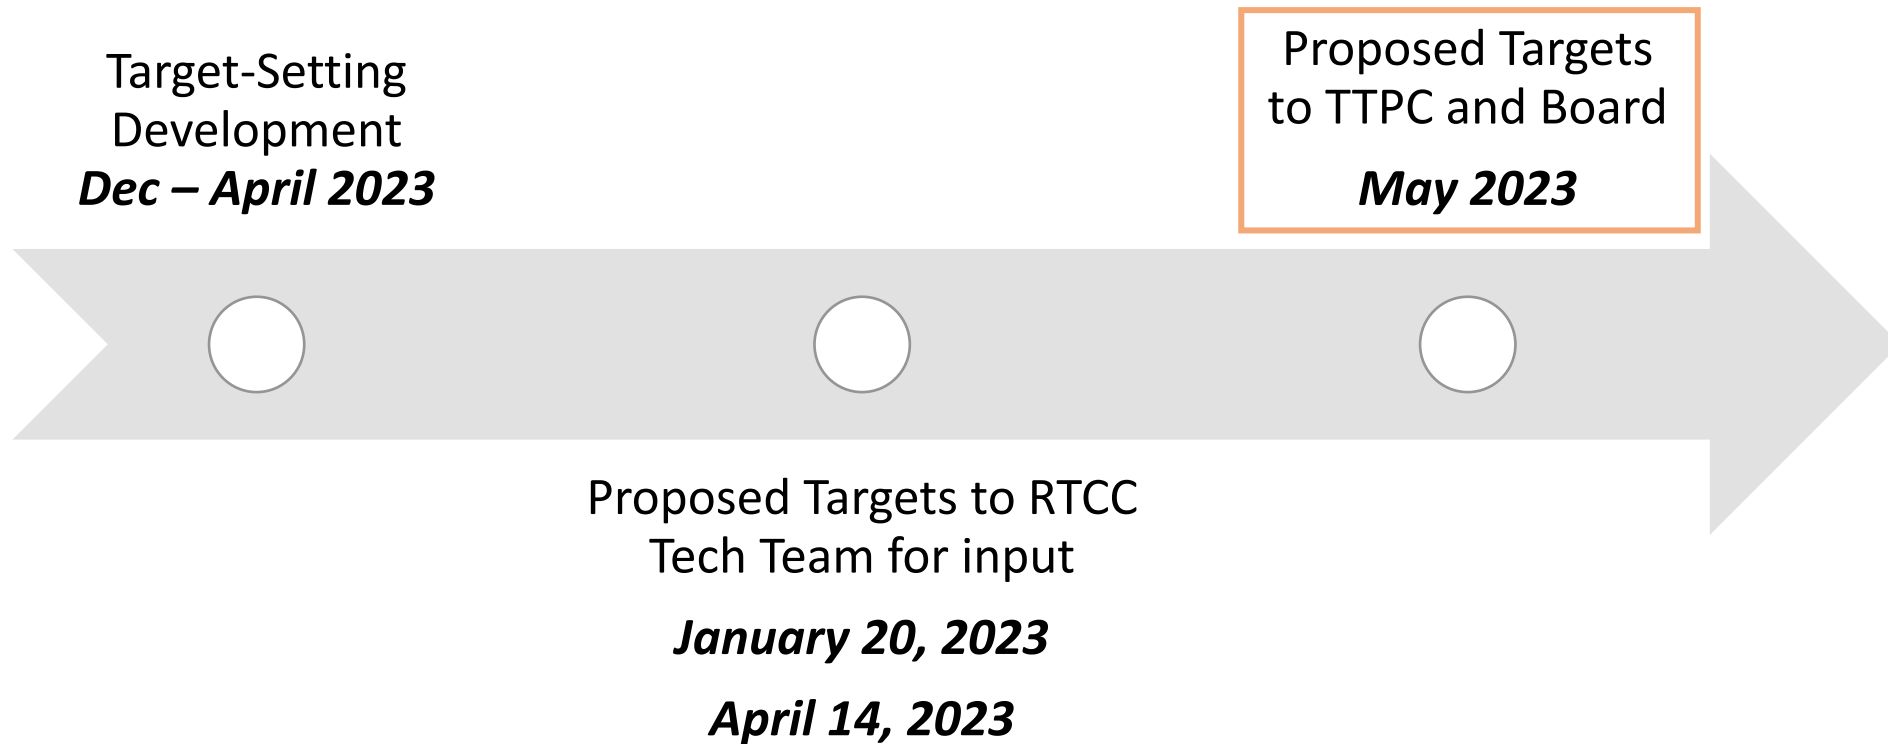 Target-Setting
Development
Dec – April 2023
Proposed Targets to RTCC
Tech Team for input
January 20, 2023
April 14, 2023
Proposed Targets
to TTPC and Board
May 2023